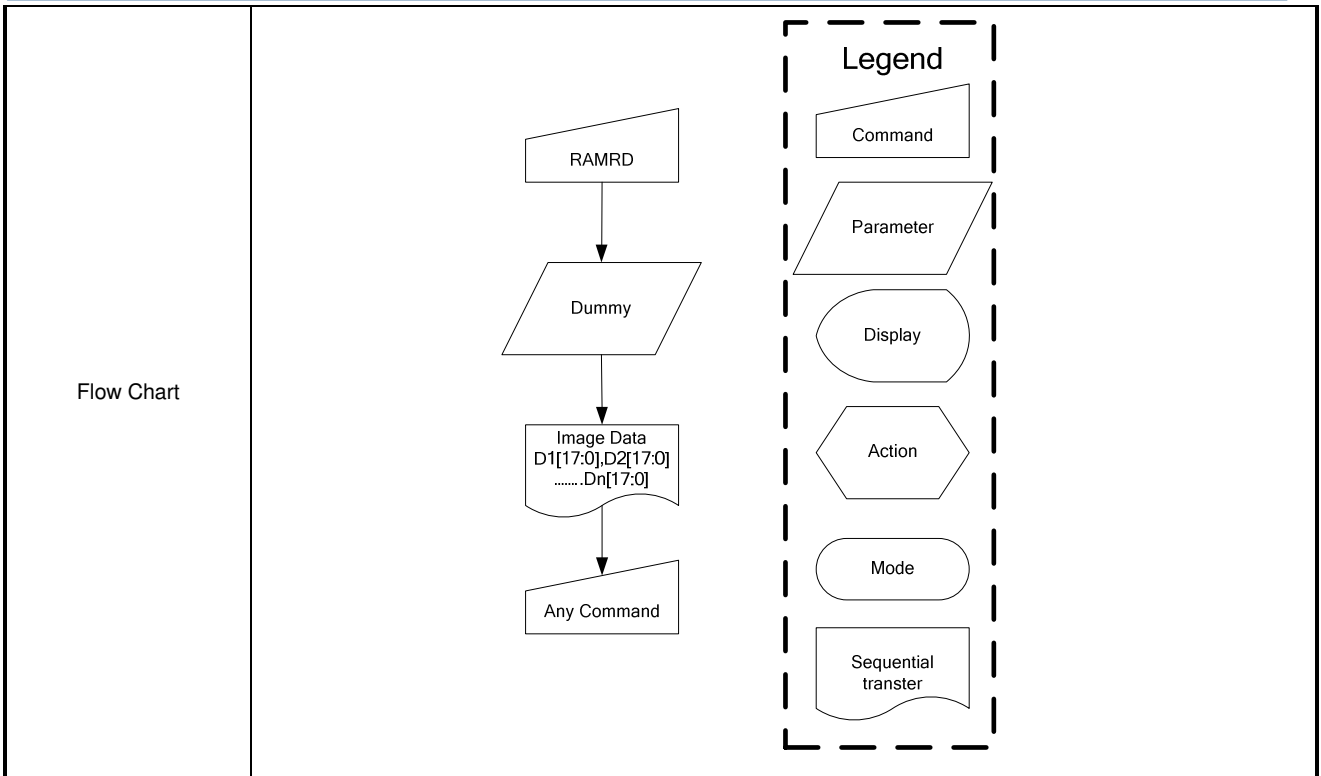 Flow Chart
RAMRD
Dummy
Image Data
D1[17:0],D2[17:0]
........Dn[17:0]
Any Command
Legend
Command
Parameter
Display
Action
Mode
Sequential
transter